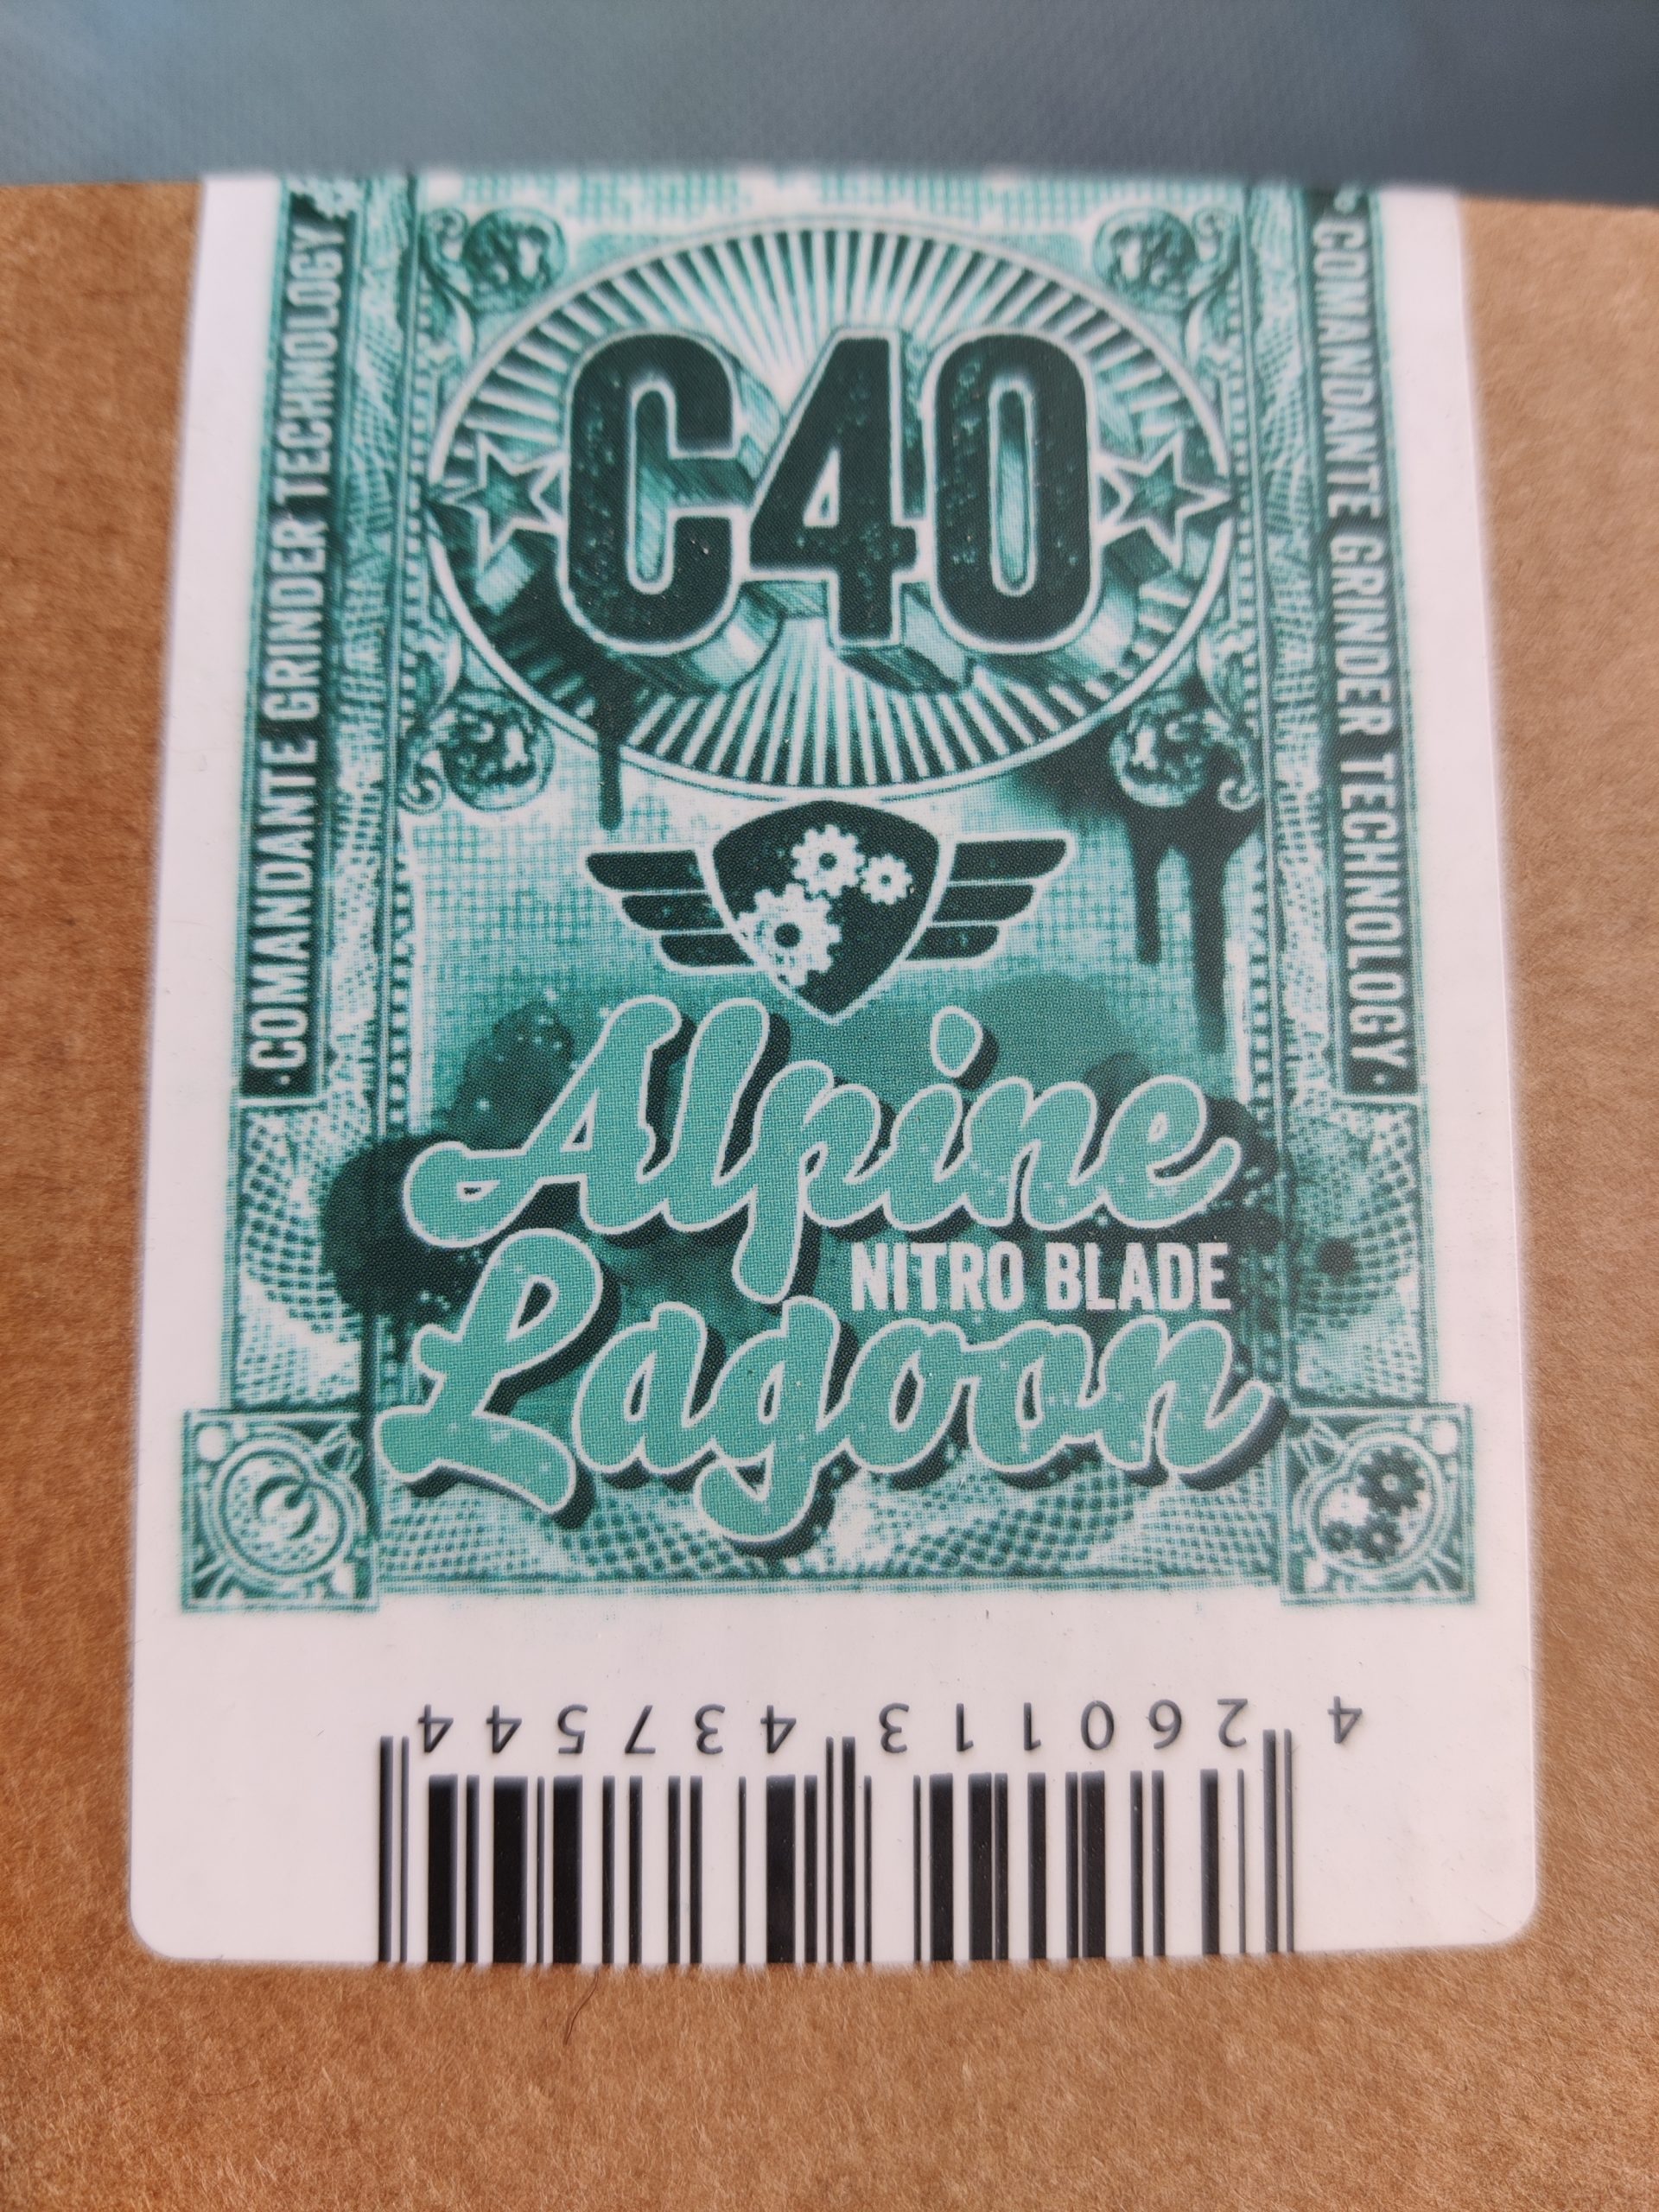 ·COMANDANTE GRINDER TECHNOLOGY
·COMANDANTE GRINDER TECHNOLOGY·
C40
Alpine
NITRO BLADE
Lagoon
4 260113 437544